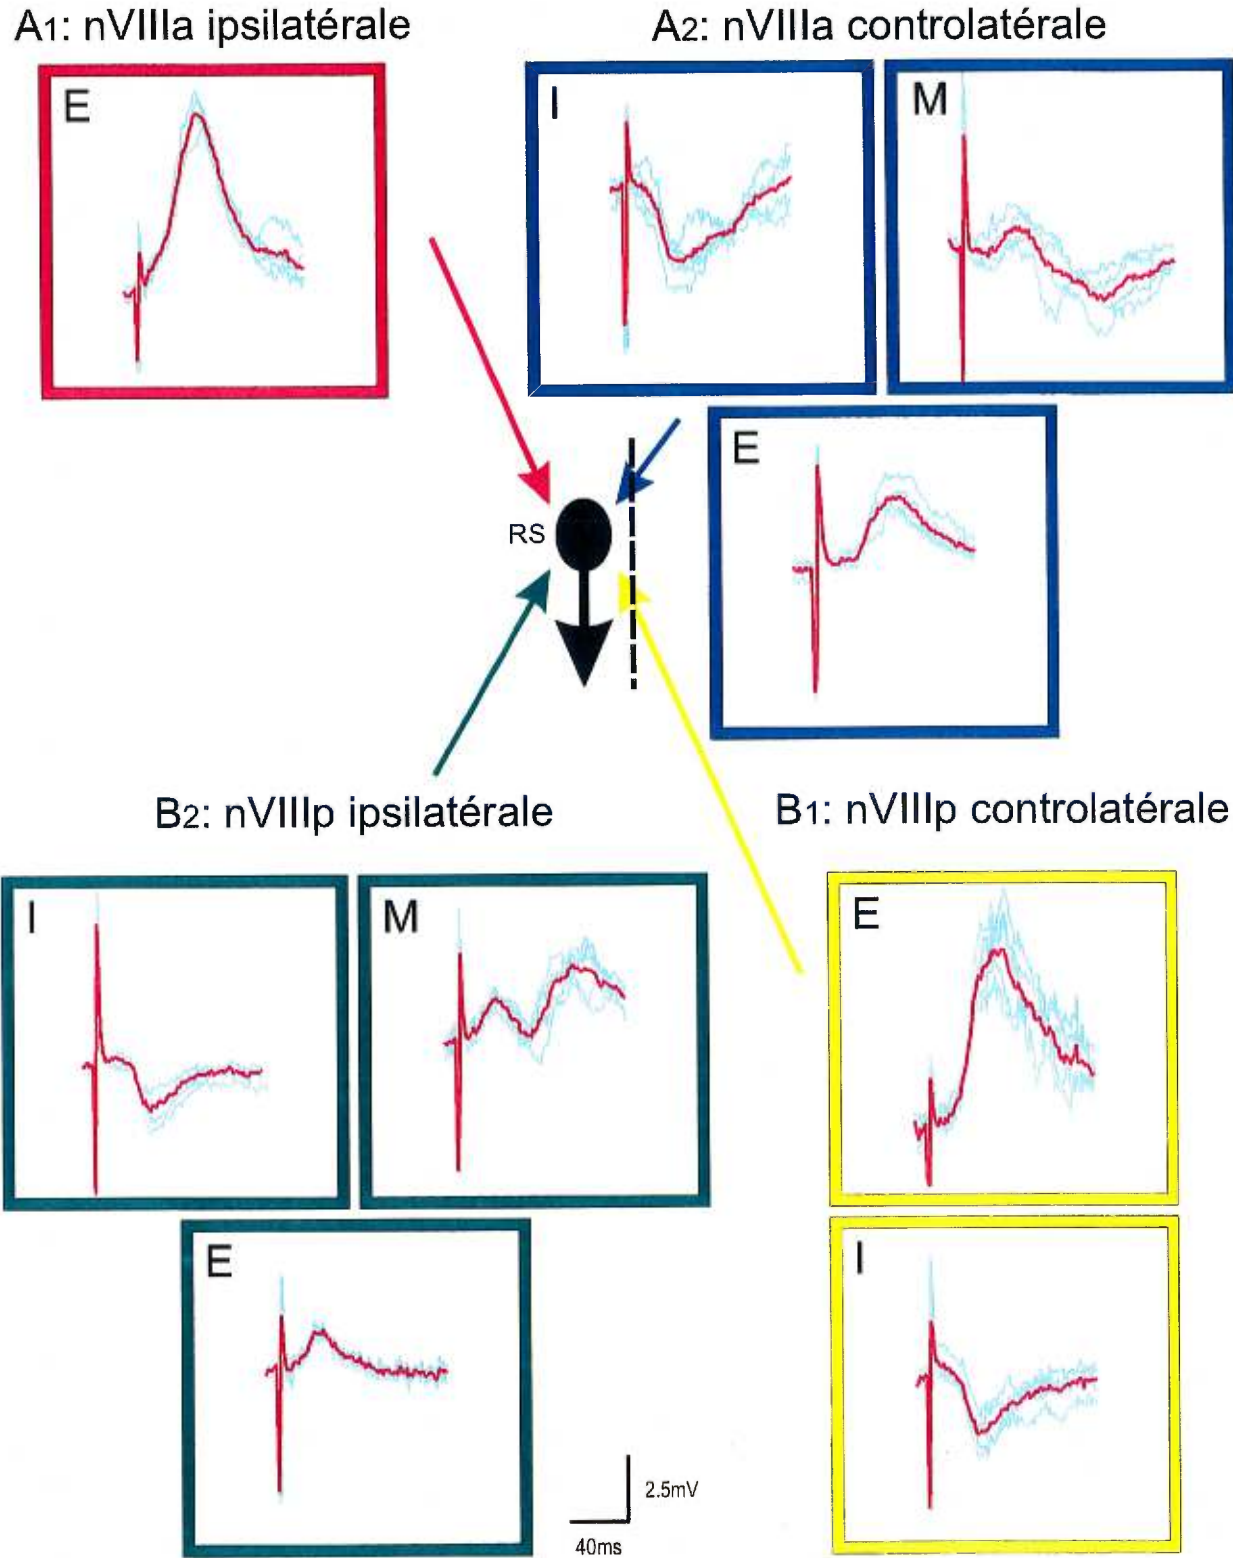 A1: nVIIIa ipsilatérale
A2: nVIIIa controlatérale
E
I
M
E
RS
B2: nVIIIp ipsilatérale
B1: nVIIIp controlatérale
I
M
E
E
I
2.5mV
40ms